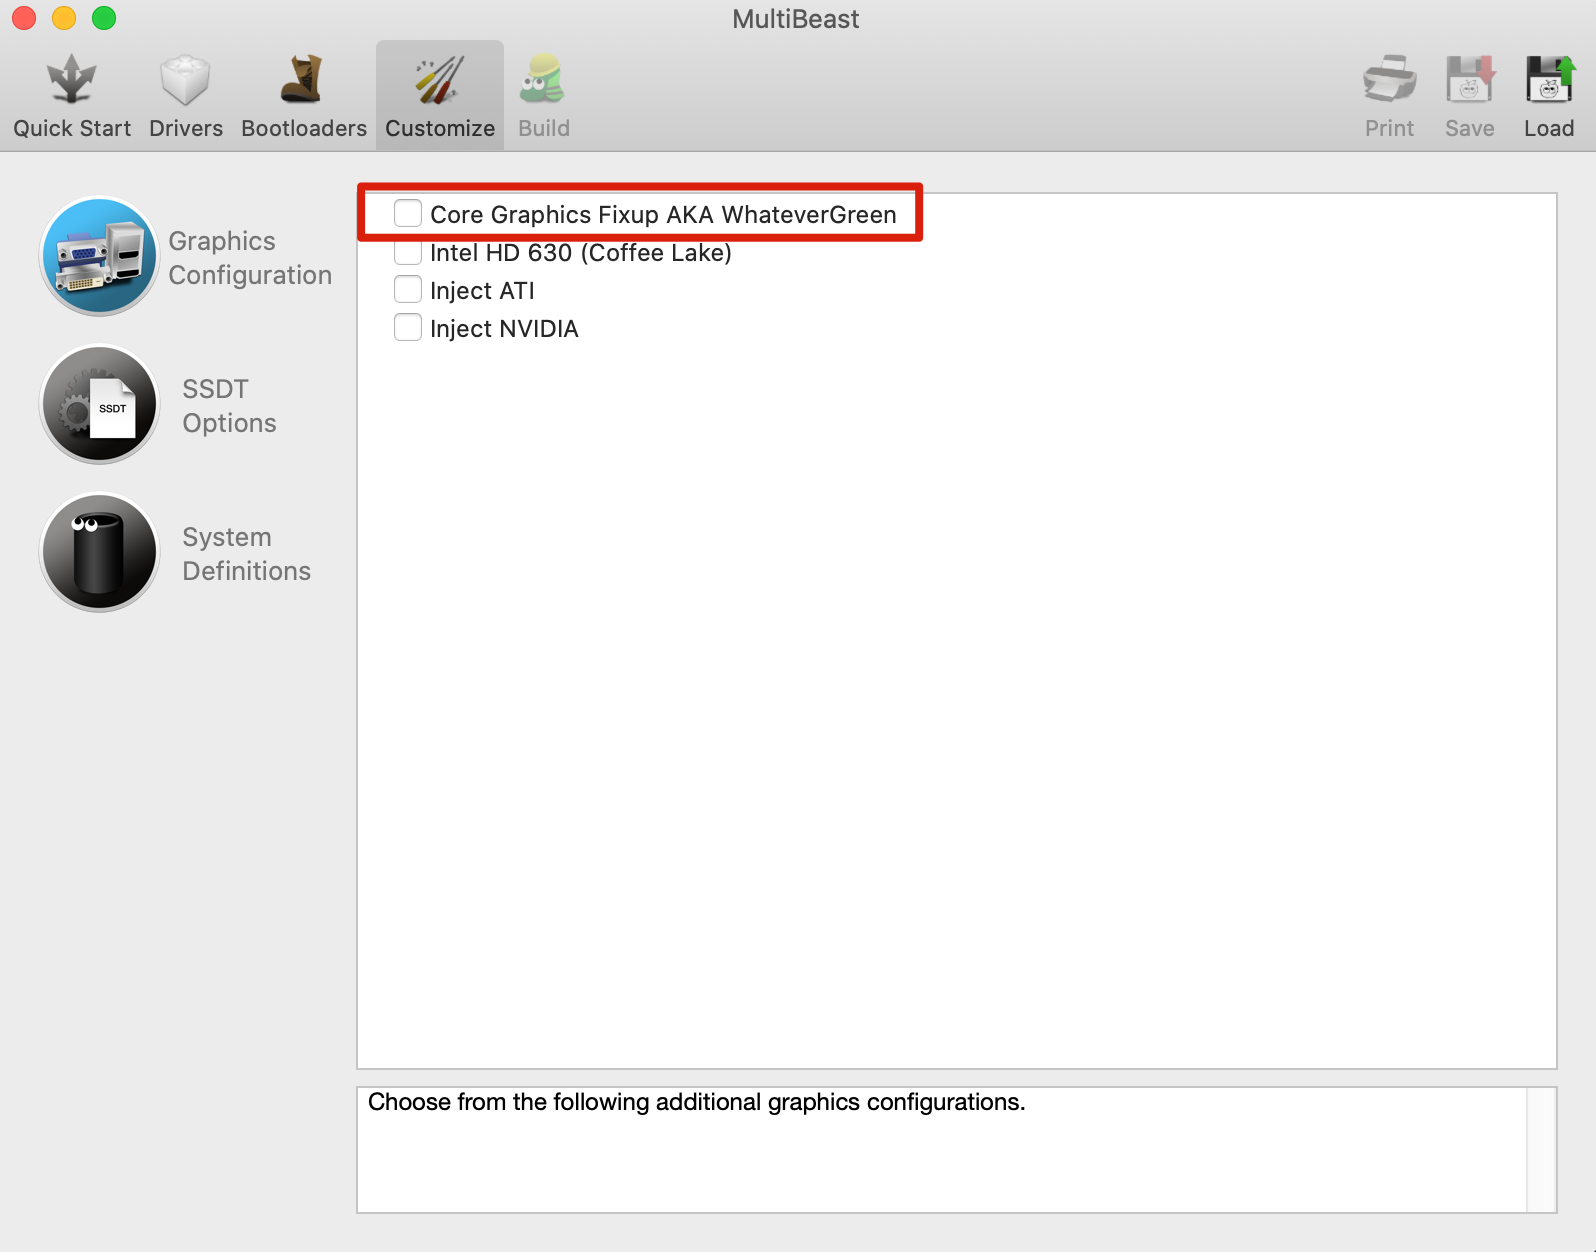 MultiBeast
Quick Start
Drivers
Bootloaders
Customize
Build
Print
Save
Load
Graphics
Configuration
SSDT
SSDT
Options
System
Definitions
Core Graphics Fixup AKA WhateverGreen
Intel HD 630 (Coffee Lake)
Inject ATI
Inject NVIDIA
Choose from the following additional graphics configurations.